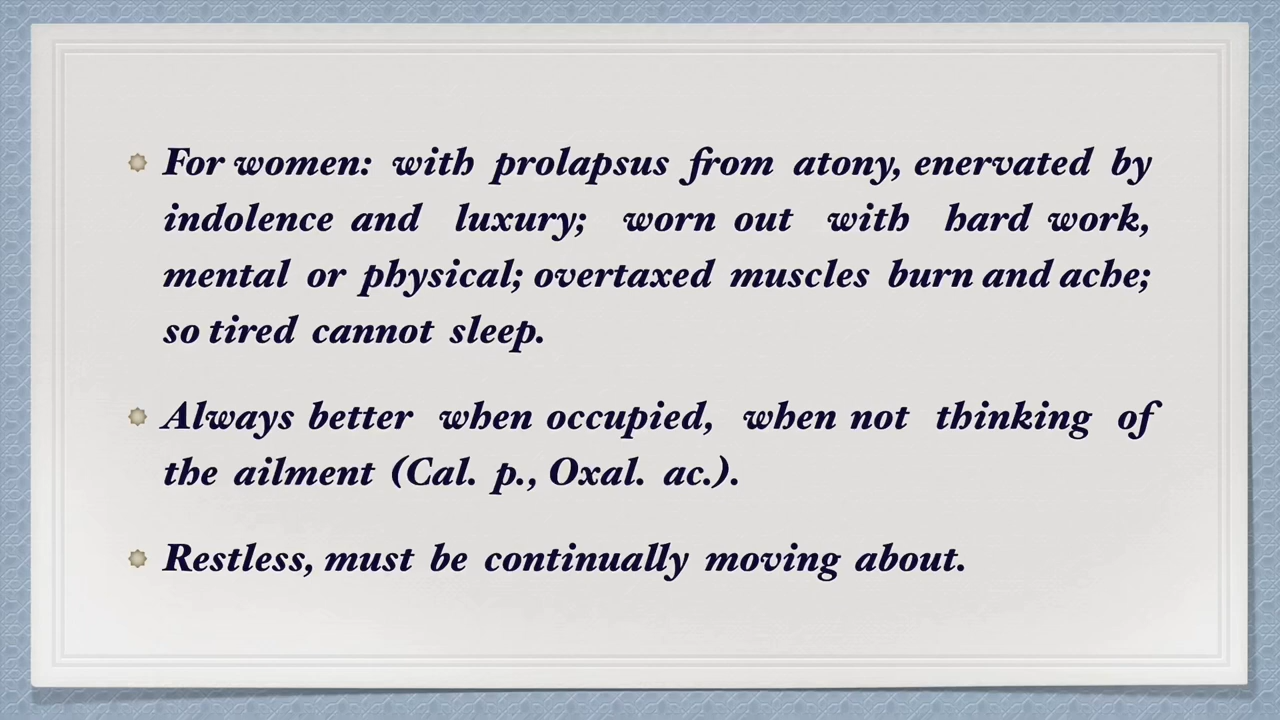 For women: with prolapsus from atony, enervated by
indolence and luxury; worn out with hard work,
mental or physical; overtaxed muscles burn and ache;
so tired cannot sleep.
Always better when occupied, when not thinking of
the ailment (Cal. p., Oxal. ac.).
Restless, must be continually moving about.